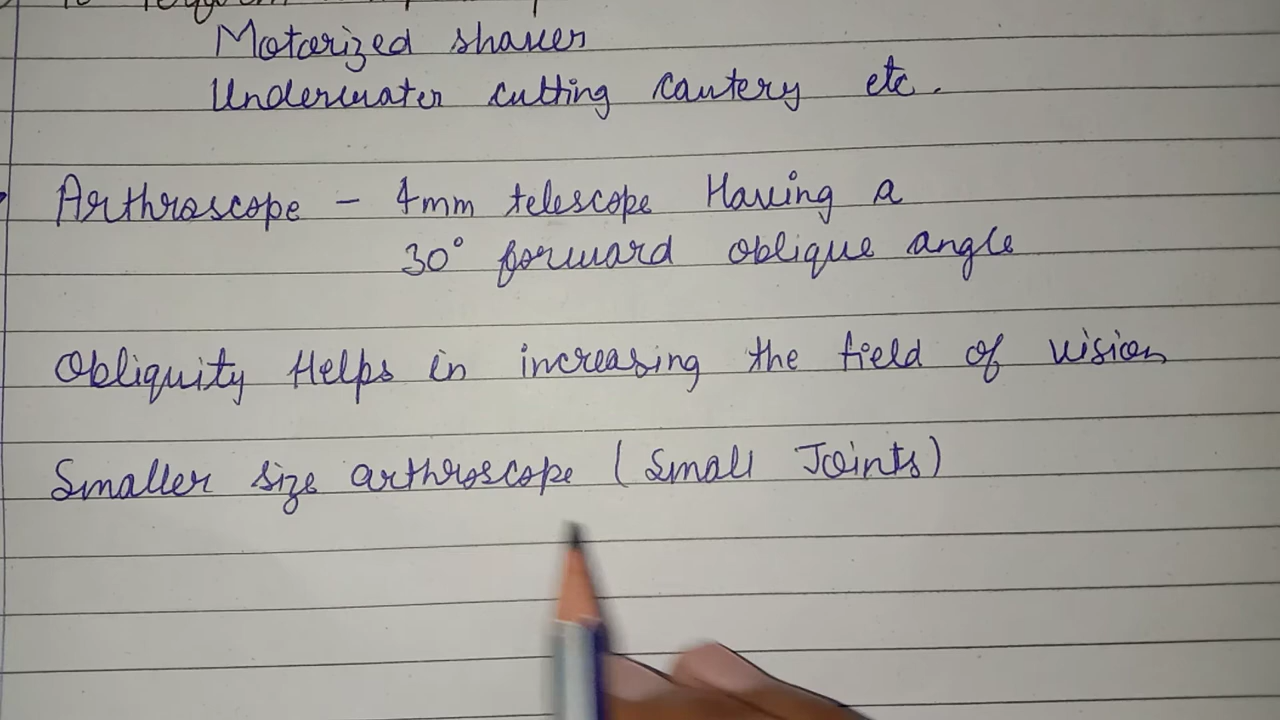 Motorized shaver
Underwater cutting cautery etc.
Arthroscope - 4mm telescope Having a
30° forward oblique angle
Obliquity Helps in increasing the field of vision
Smaller size arthroscope (Small Joints)